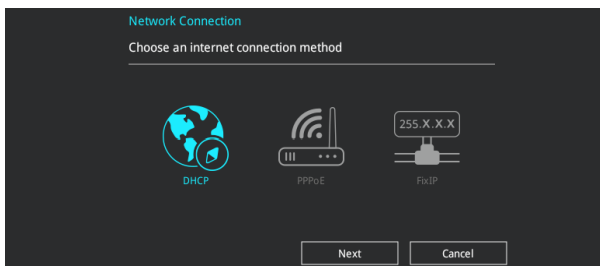 Network Connection
Choose an internet connection method
255.X.X.X
DHCP
PPPoE
FixIP
Next
Cancel